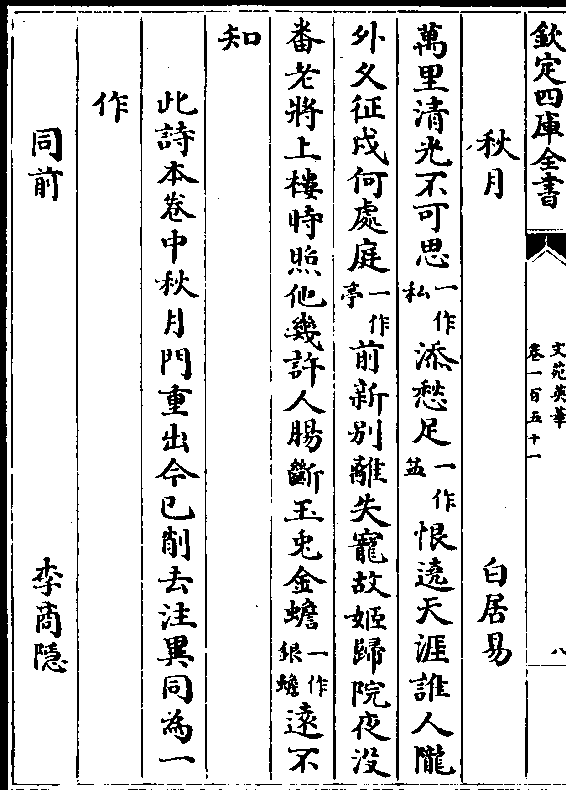 欽定四庫全書
文苑英華
卷一百五十一
八
秋月 白居易
萬里清光不可思一作私添愁足一作益恨遶天涯誰人隴
外久征戍何處庭一作亭前新别離失寵故姬歸院夜没
番老將上樓時照他幾許人腸斷玉兎金蟾一作銀蟾逺不
知
此詩本卷中秋月門重出今已削去注異同為一
作
同前 李商隱